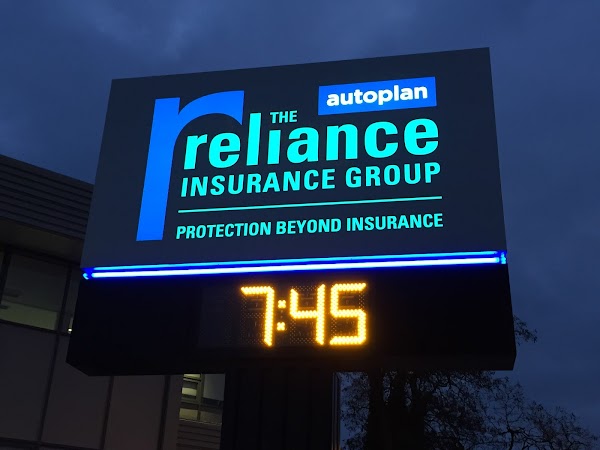 autoplan
THE
reliance
INSURANCE GROUP
PROTECTION BEYOND INSURANCE
7:45